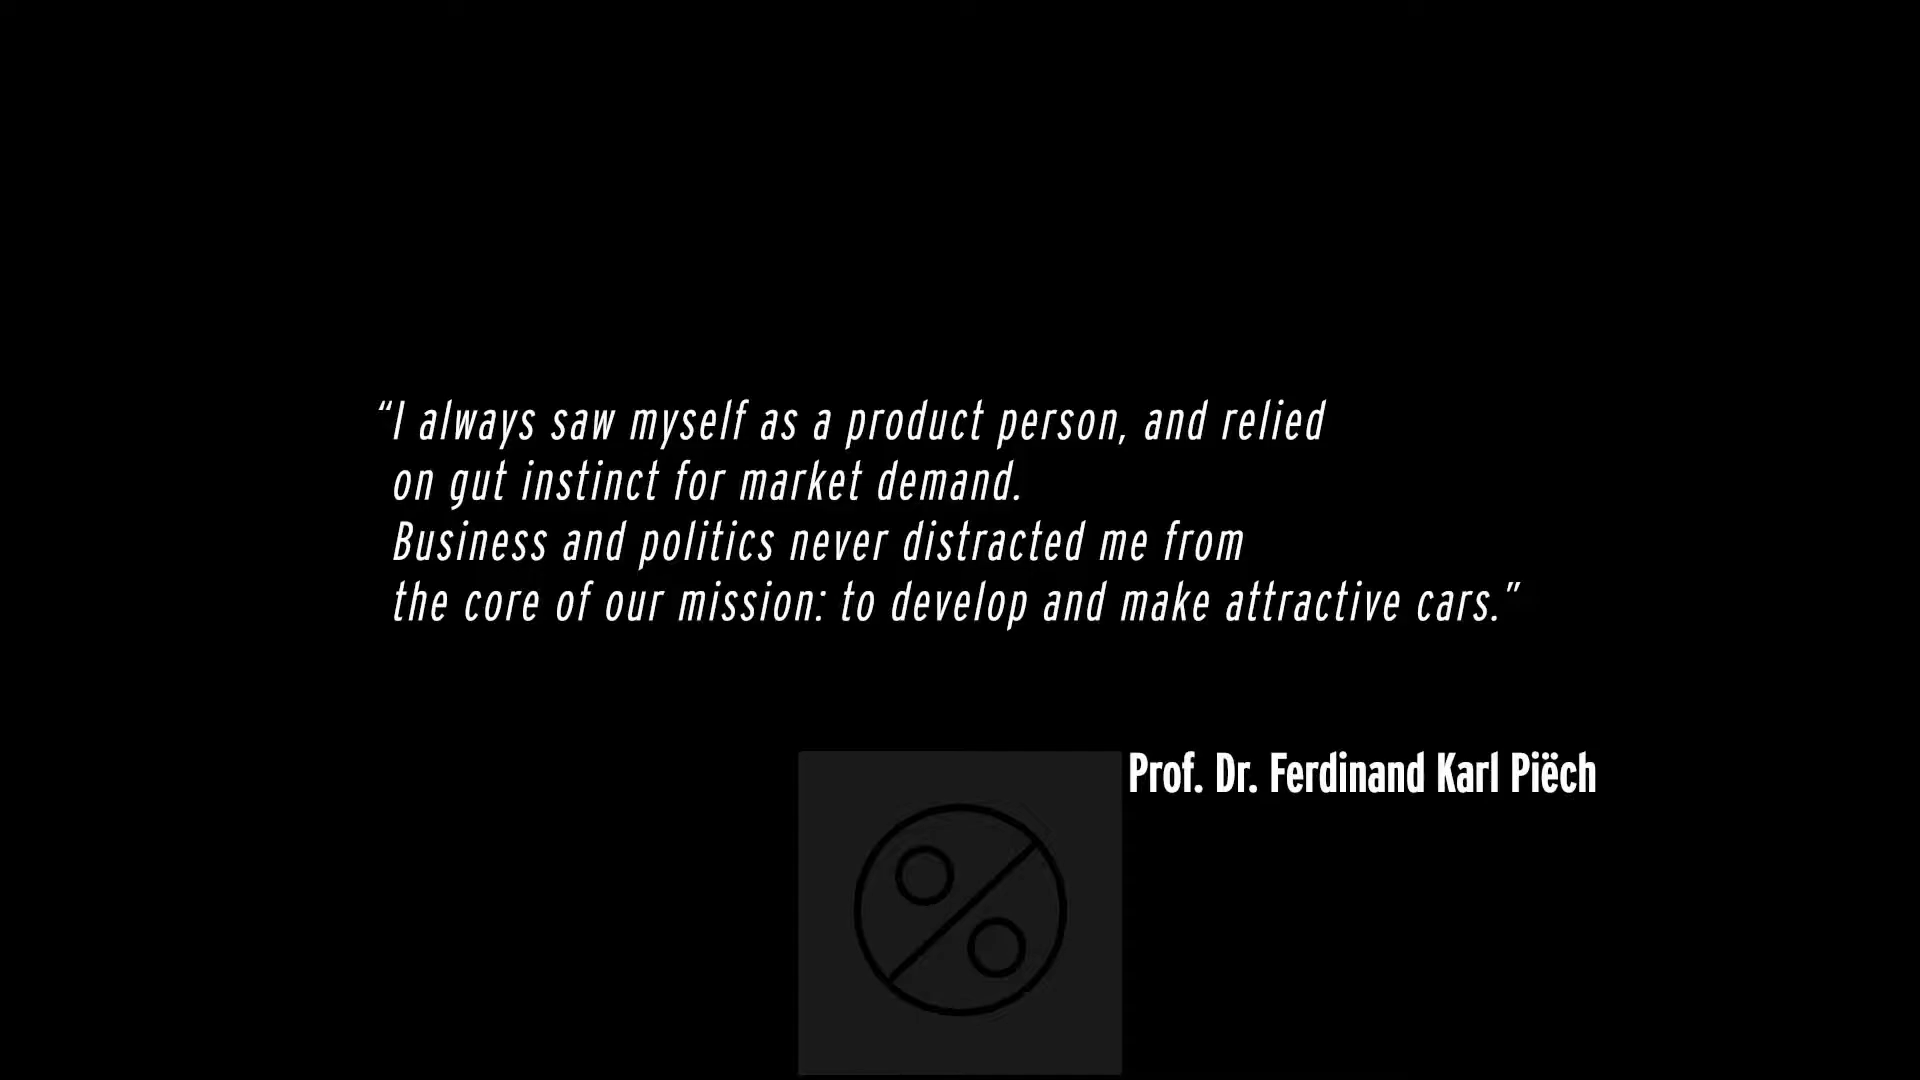 “I always saw myself as a product person, and relied
on gut instinct for market demand.
Business and politics never distracted me from
the core of our mission: to develop and make attractive cars.”
Prof. Dr. Ferdinand Karl Piëch